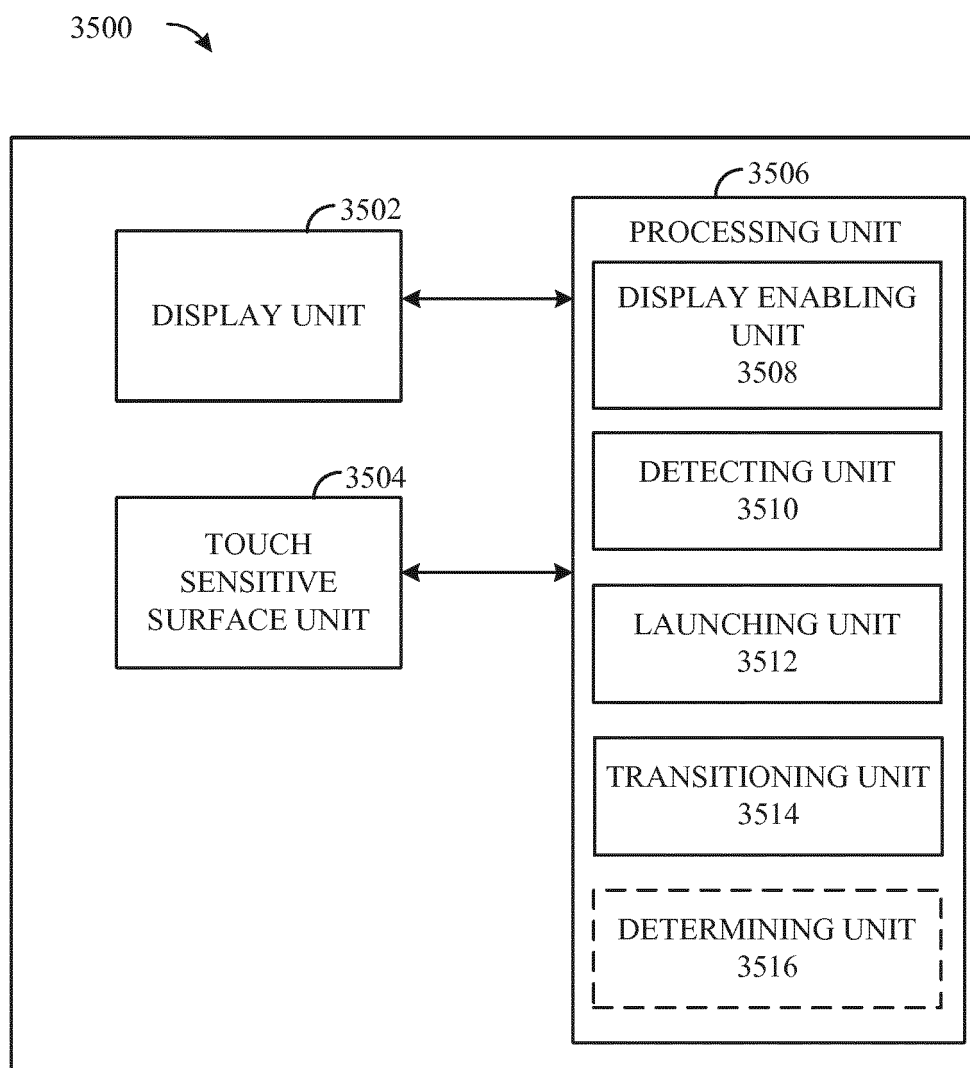 3500
3502
DISPLAY UNIT
3504
TOUCH
SENSITIVE
SURFACE UNIT
3506
PROCESSING UNIT
DISPLAY ENABLING
UNIT
3508
DETECTING UNIT
3510
LAUNCHING UNIT
3512
TRANSITIONING UNIT
3514
DETERMINING UNIT
3516